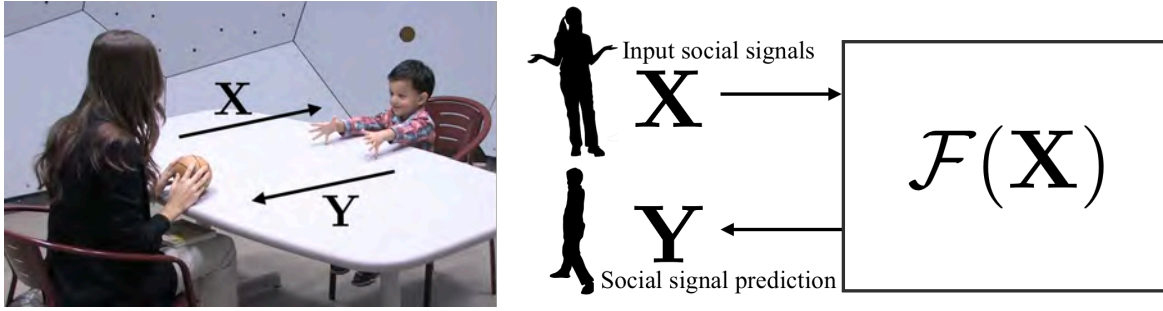 X
Y
Input social signals
X
F(X)
Y
Social signal prediction